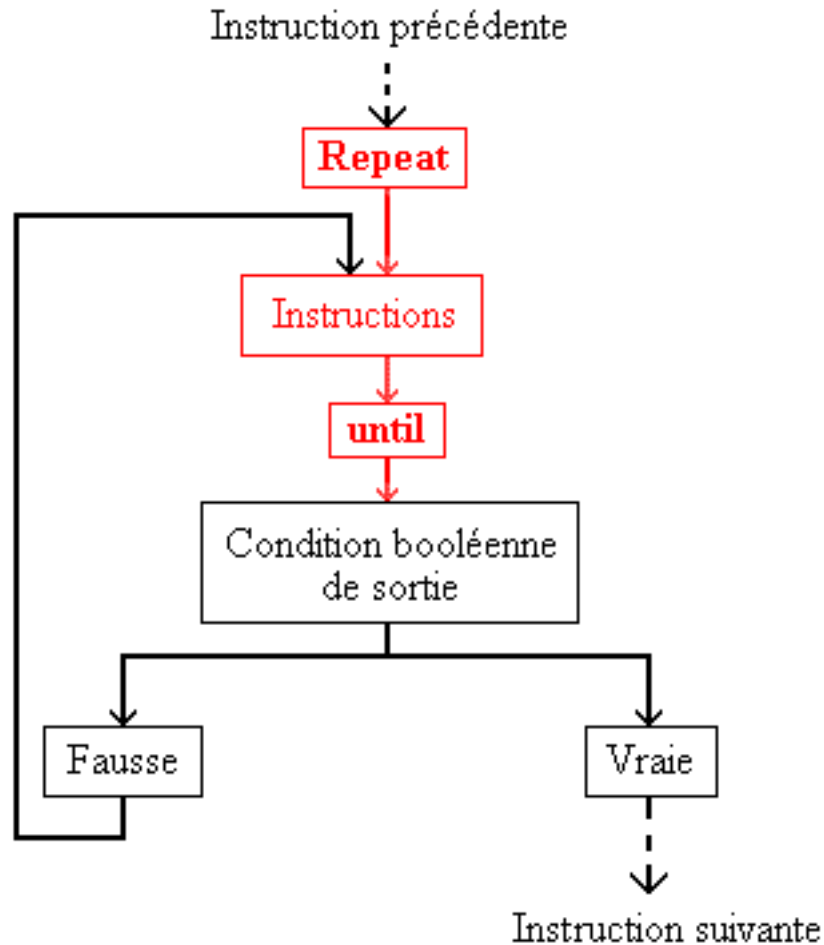 Instruction précédente
Repeat
Instructions
until
Condition booléenne
de sortie
Fausse
Vraie
Instruction suivante